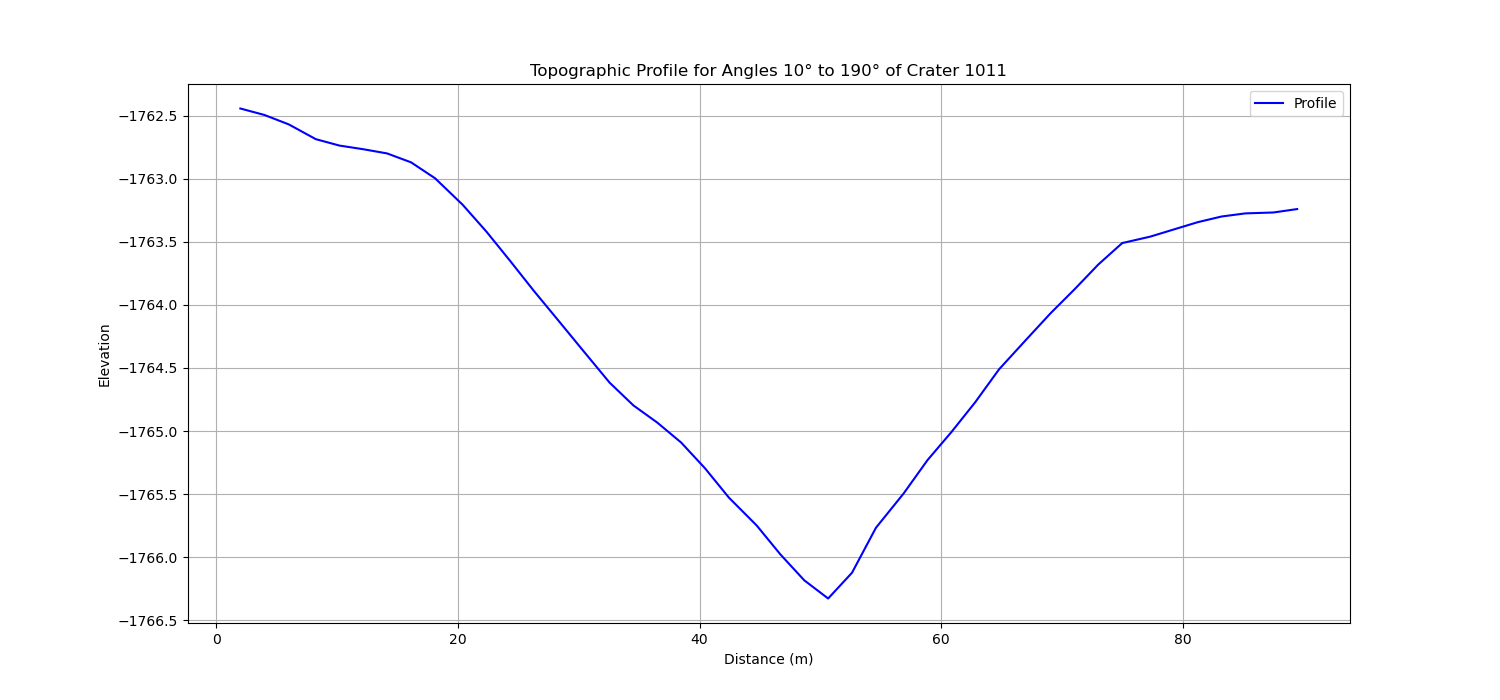 Topographic Profile for Angles 10° to 190° of Crater 1011
Profile
−1762.5
−1763.0
−1763.5
−1764.0
−1764.5
−1765.0
−1765.5
−1766.0
−1766.5
Elevation
0 20 40 60 80
Distance (m)